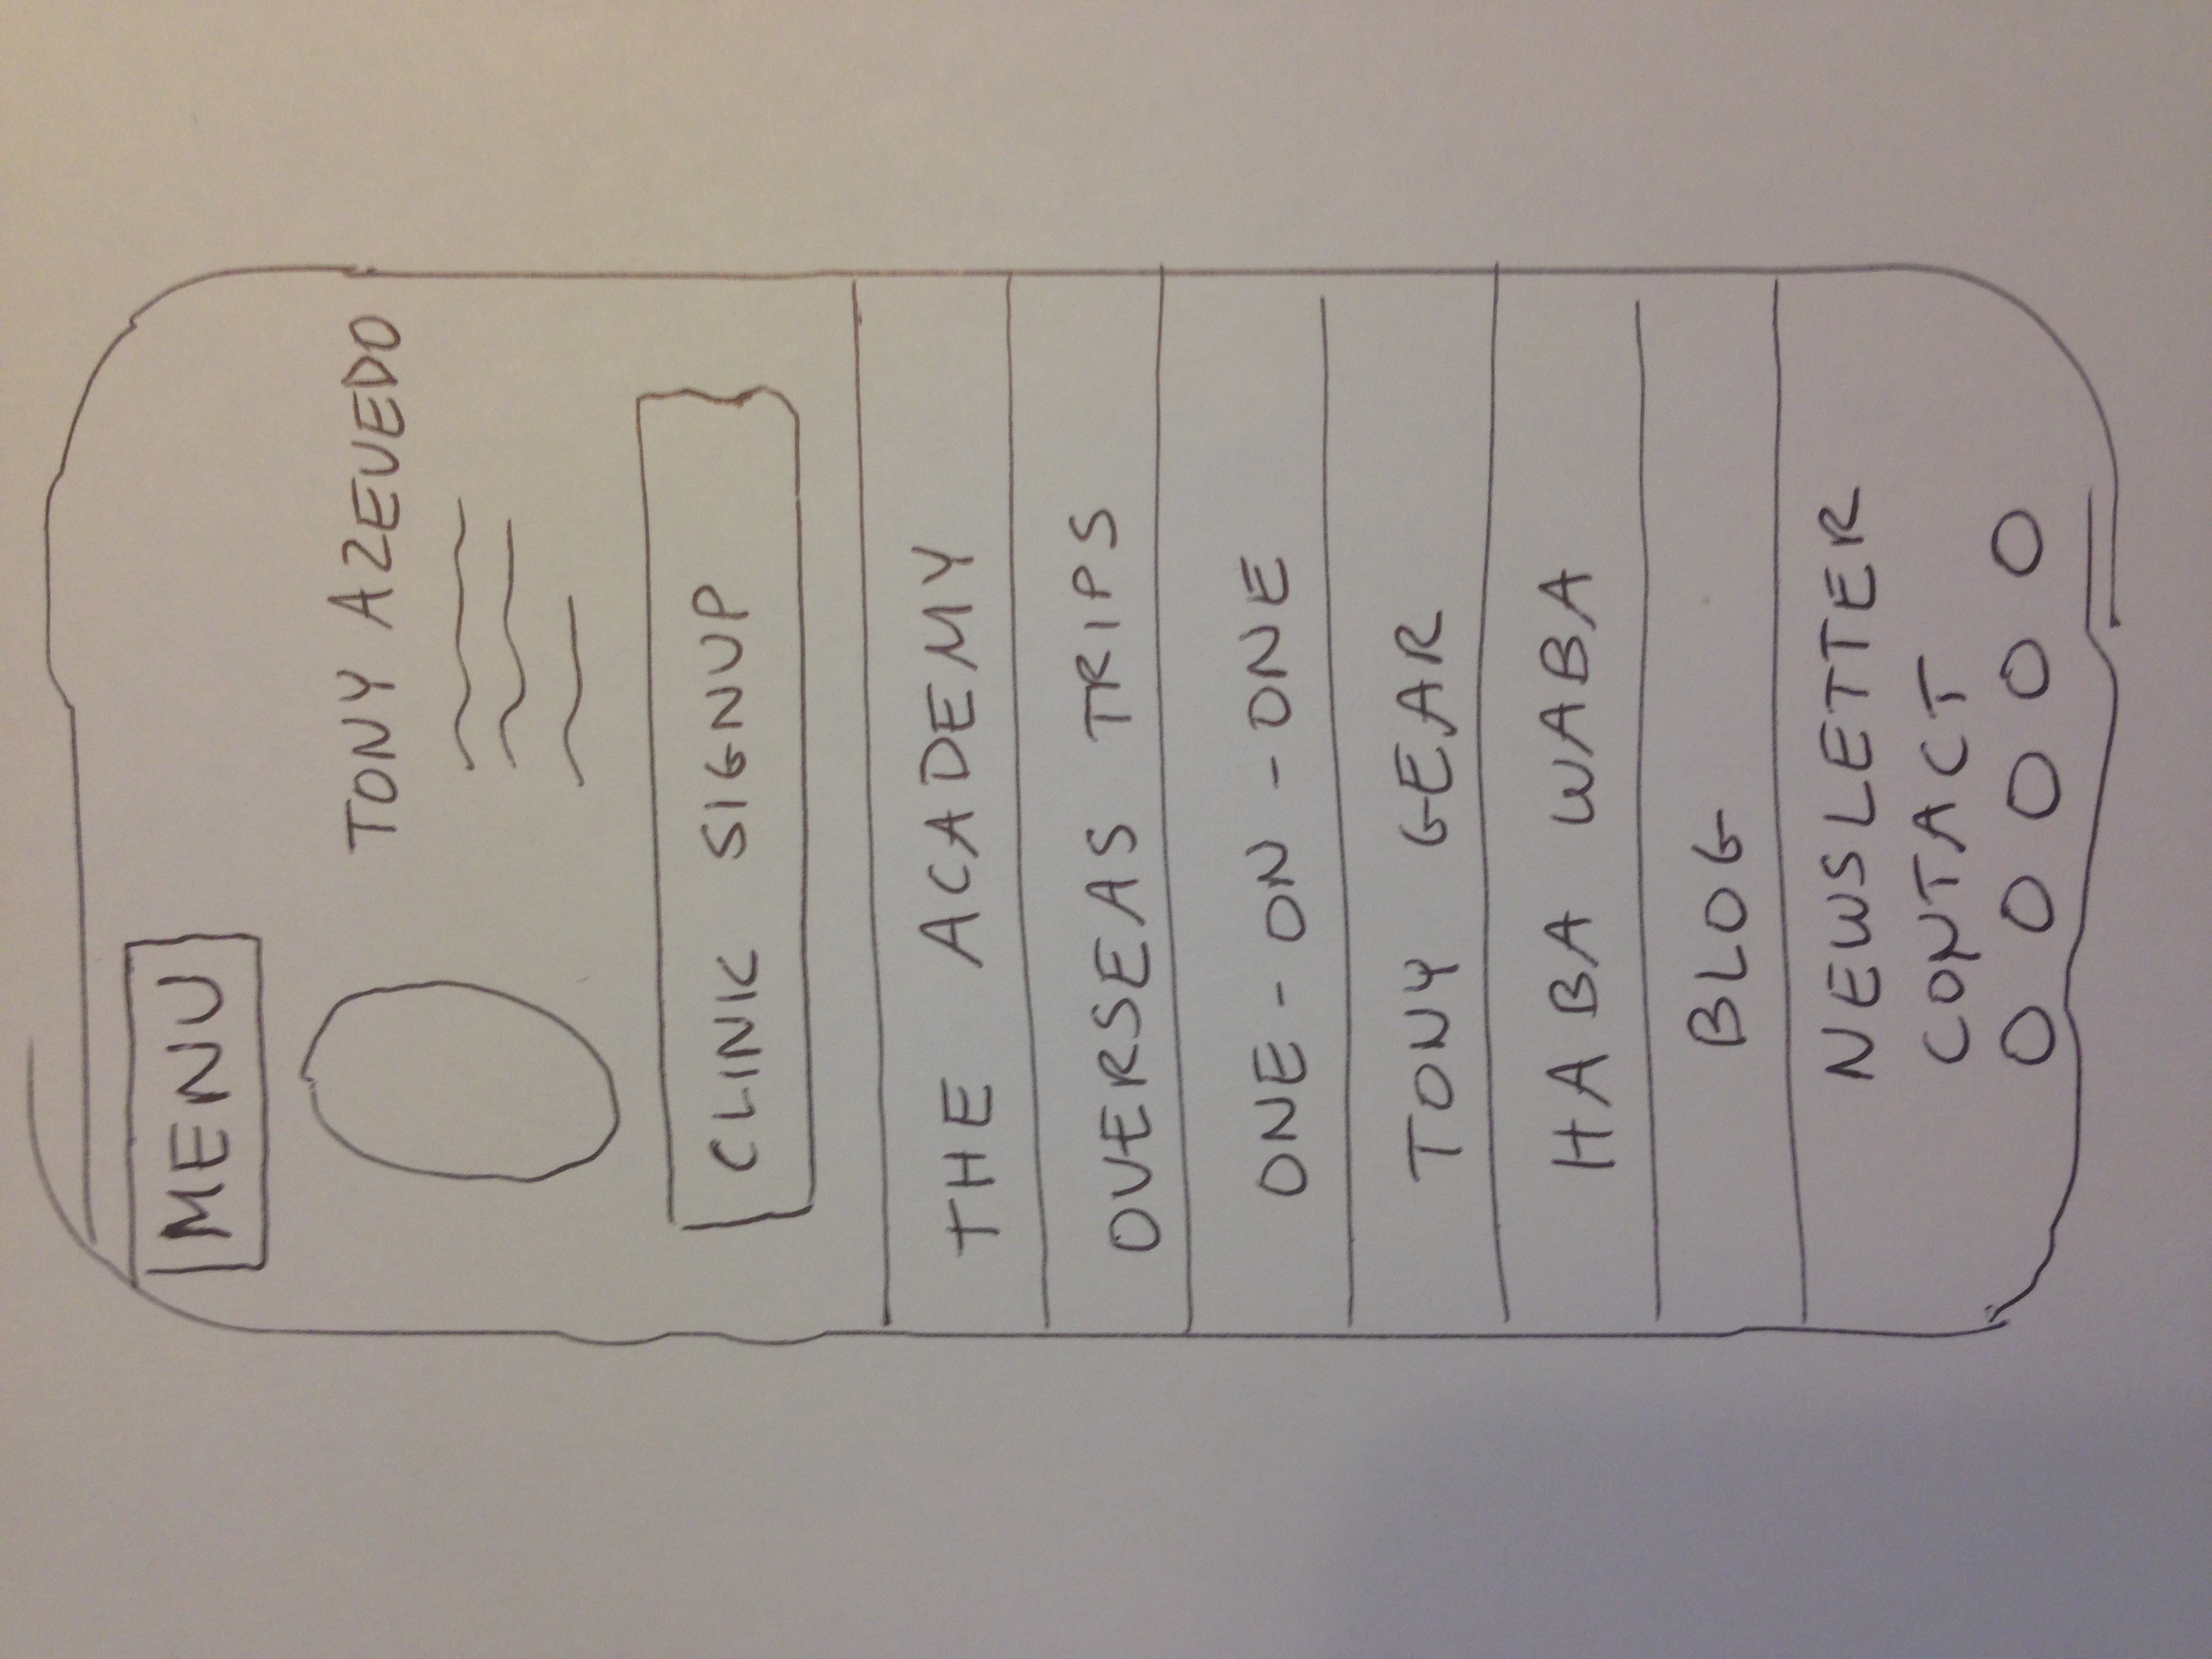 MENU
TONY AZEVEDO
CLINIC SIGNUP
THE ACADEMY
OVERSEAS TRIPS
ONE-ON-ONE
TONY GEAR
HABA WABA
BLOG
NEWSLETTER
CONTACT